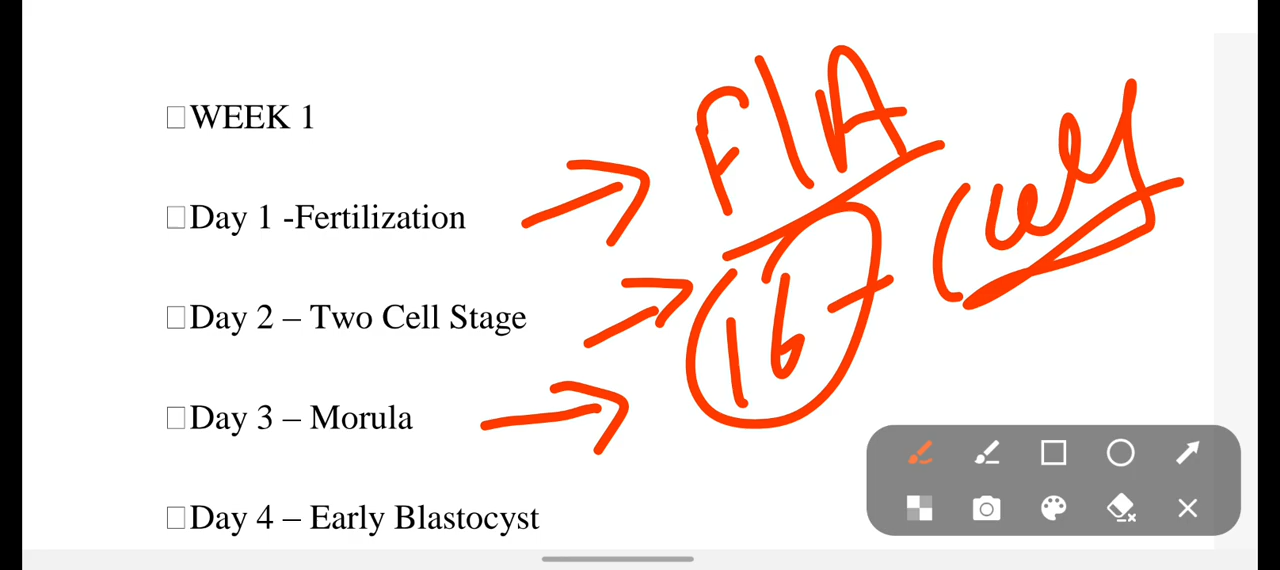 WEEK 1
F/A
Day 1 -Fertilization
16 - Cell
Day 2 – Two Cell Stage
Day 3 – Morula
Day 4 – Early Blastocyst